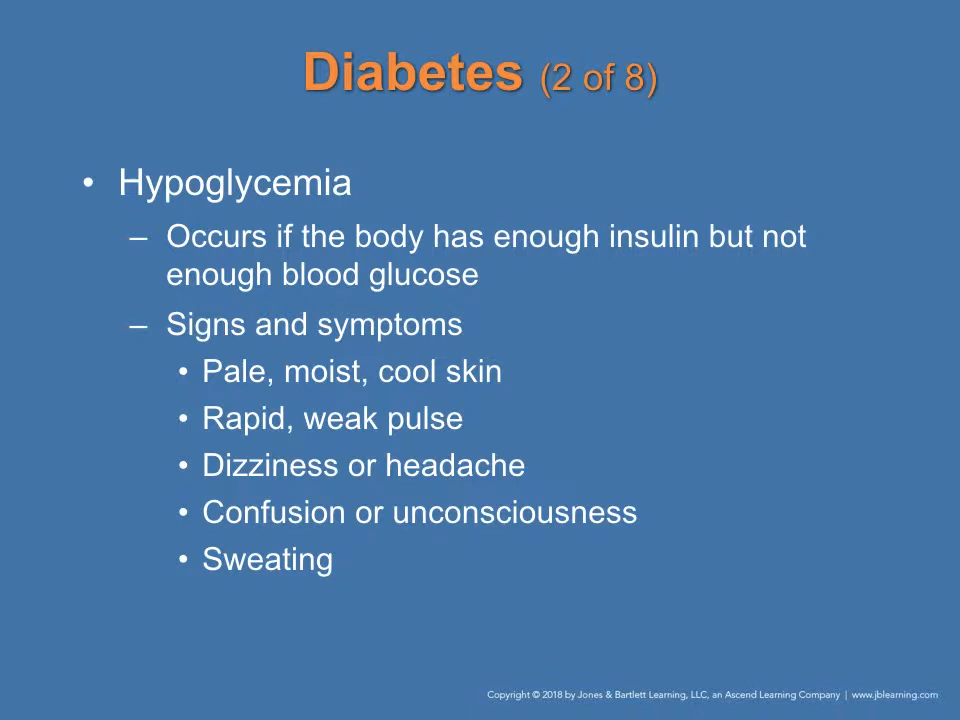 Diabetes (2 of 8)
• Hypoglycemia
– Occurs if the body has enough insulin but not
enough blood glucose
– Signs and symptoms
• Pale, moist, cool skin
• Rapid, weak pulse
• Dizziness or headache
• Confusion or unconsciousness
• Sweating
Copyright © 2018 by Jones & Bartlett Learning, LLC, an Ascend Learning Company | www.jblearning.com